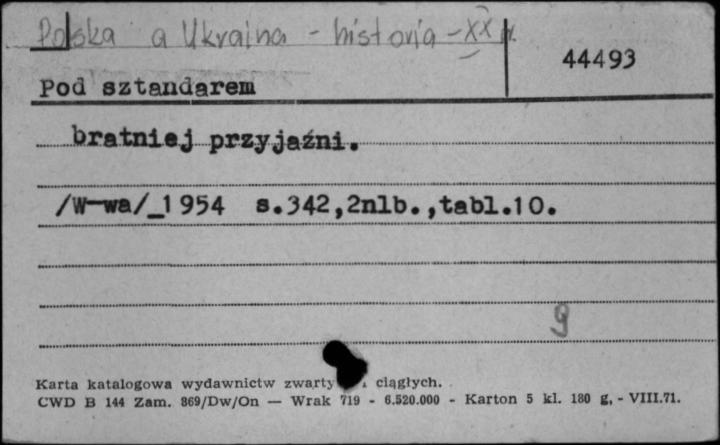 Polska a Ukraina - historia - XX w.
44493
Pod sztandarem
bratniej przyjaźni.
/W-wa/_1954 s.342,2nlb.,tabl.10.
9
Karta katalogowa wydawnictw zwarty ciągłych.
CWD B 144 Zam. 869/Dw/On — Wrak 719 - 6.520.000 - Karton 5 kl. 180 g. - VIII.71.